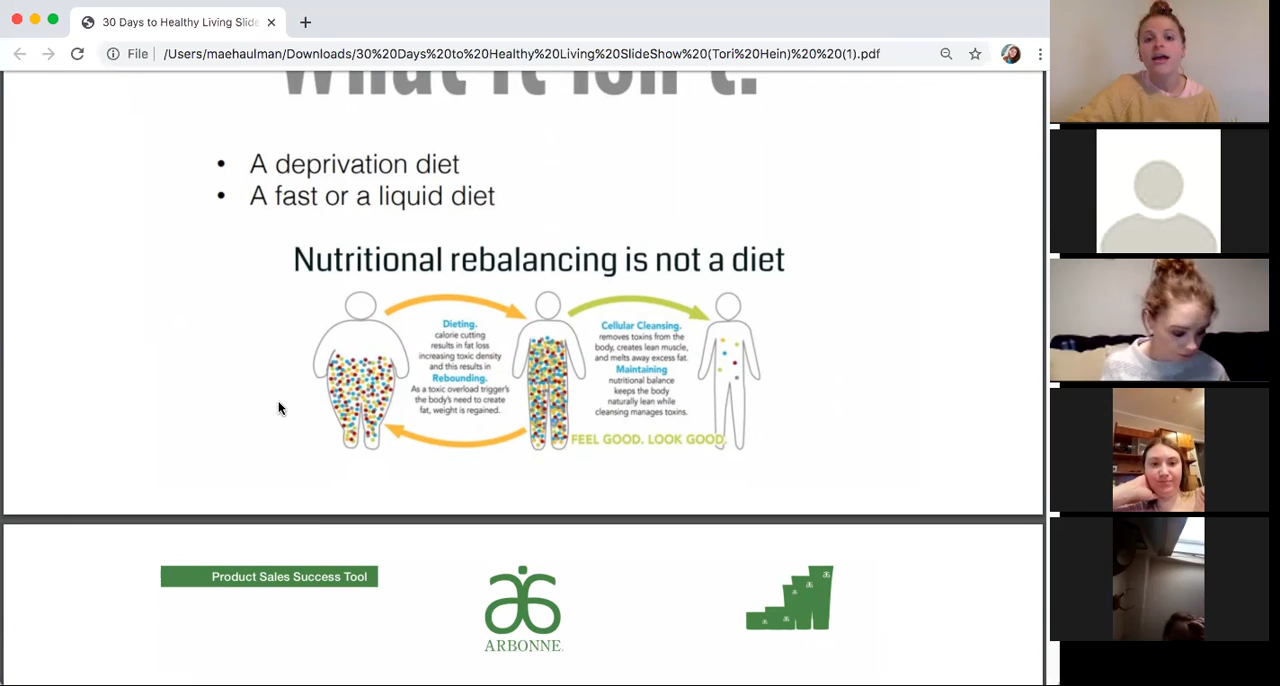 30 Days to Healthy Living Slide
File
/Users/maehaulman/Downloads/30%20Days%20to%20Healthy%20Living%20SlideShow%20(Tori%20Hein)%20%20(1).pdf
What it isn't:
• A deprivation diet
• A fast or a liquid diet
Nutritional rebalancing is not a diet
Dieting.
calorie cutting
results in fat loss
increasing toxic density
and this results in
Rebounding.
As a toxic overload trigger's
the body's need to create
fat, weight is regained.
Cellular Cleansing.
removes toxins from the
body, creates lean muscle,
and melts away excess fat.
Maintaining
nutritional balance
keeps the body
naturally lean while
cleansing manages toxins.
FEEL GOOD. LOOK GOOD.
Product Sales Success Tool
ARBONNE.